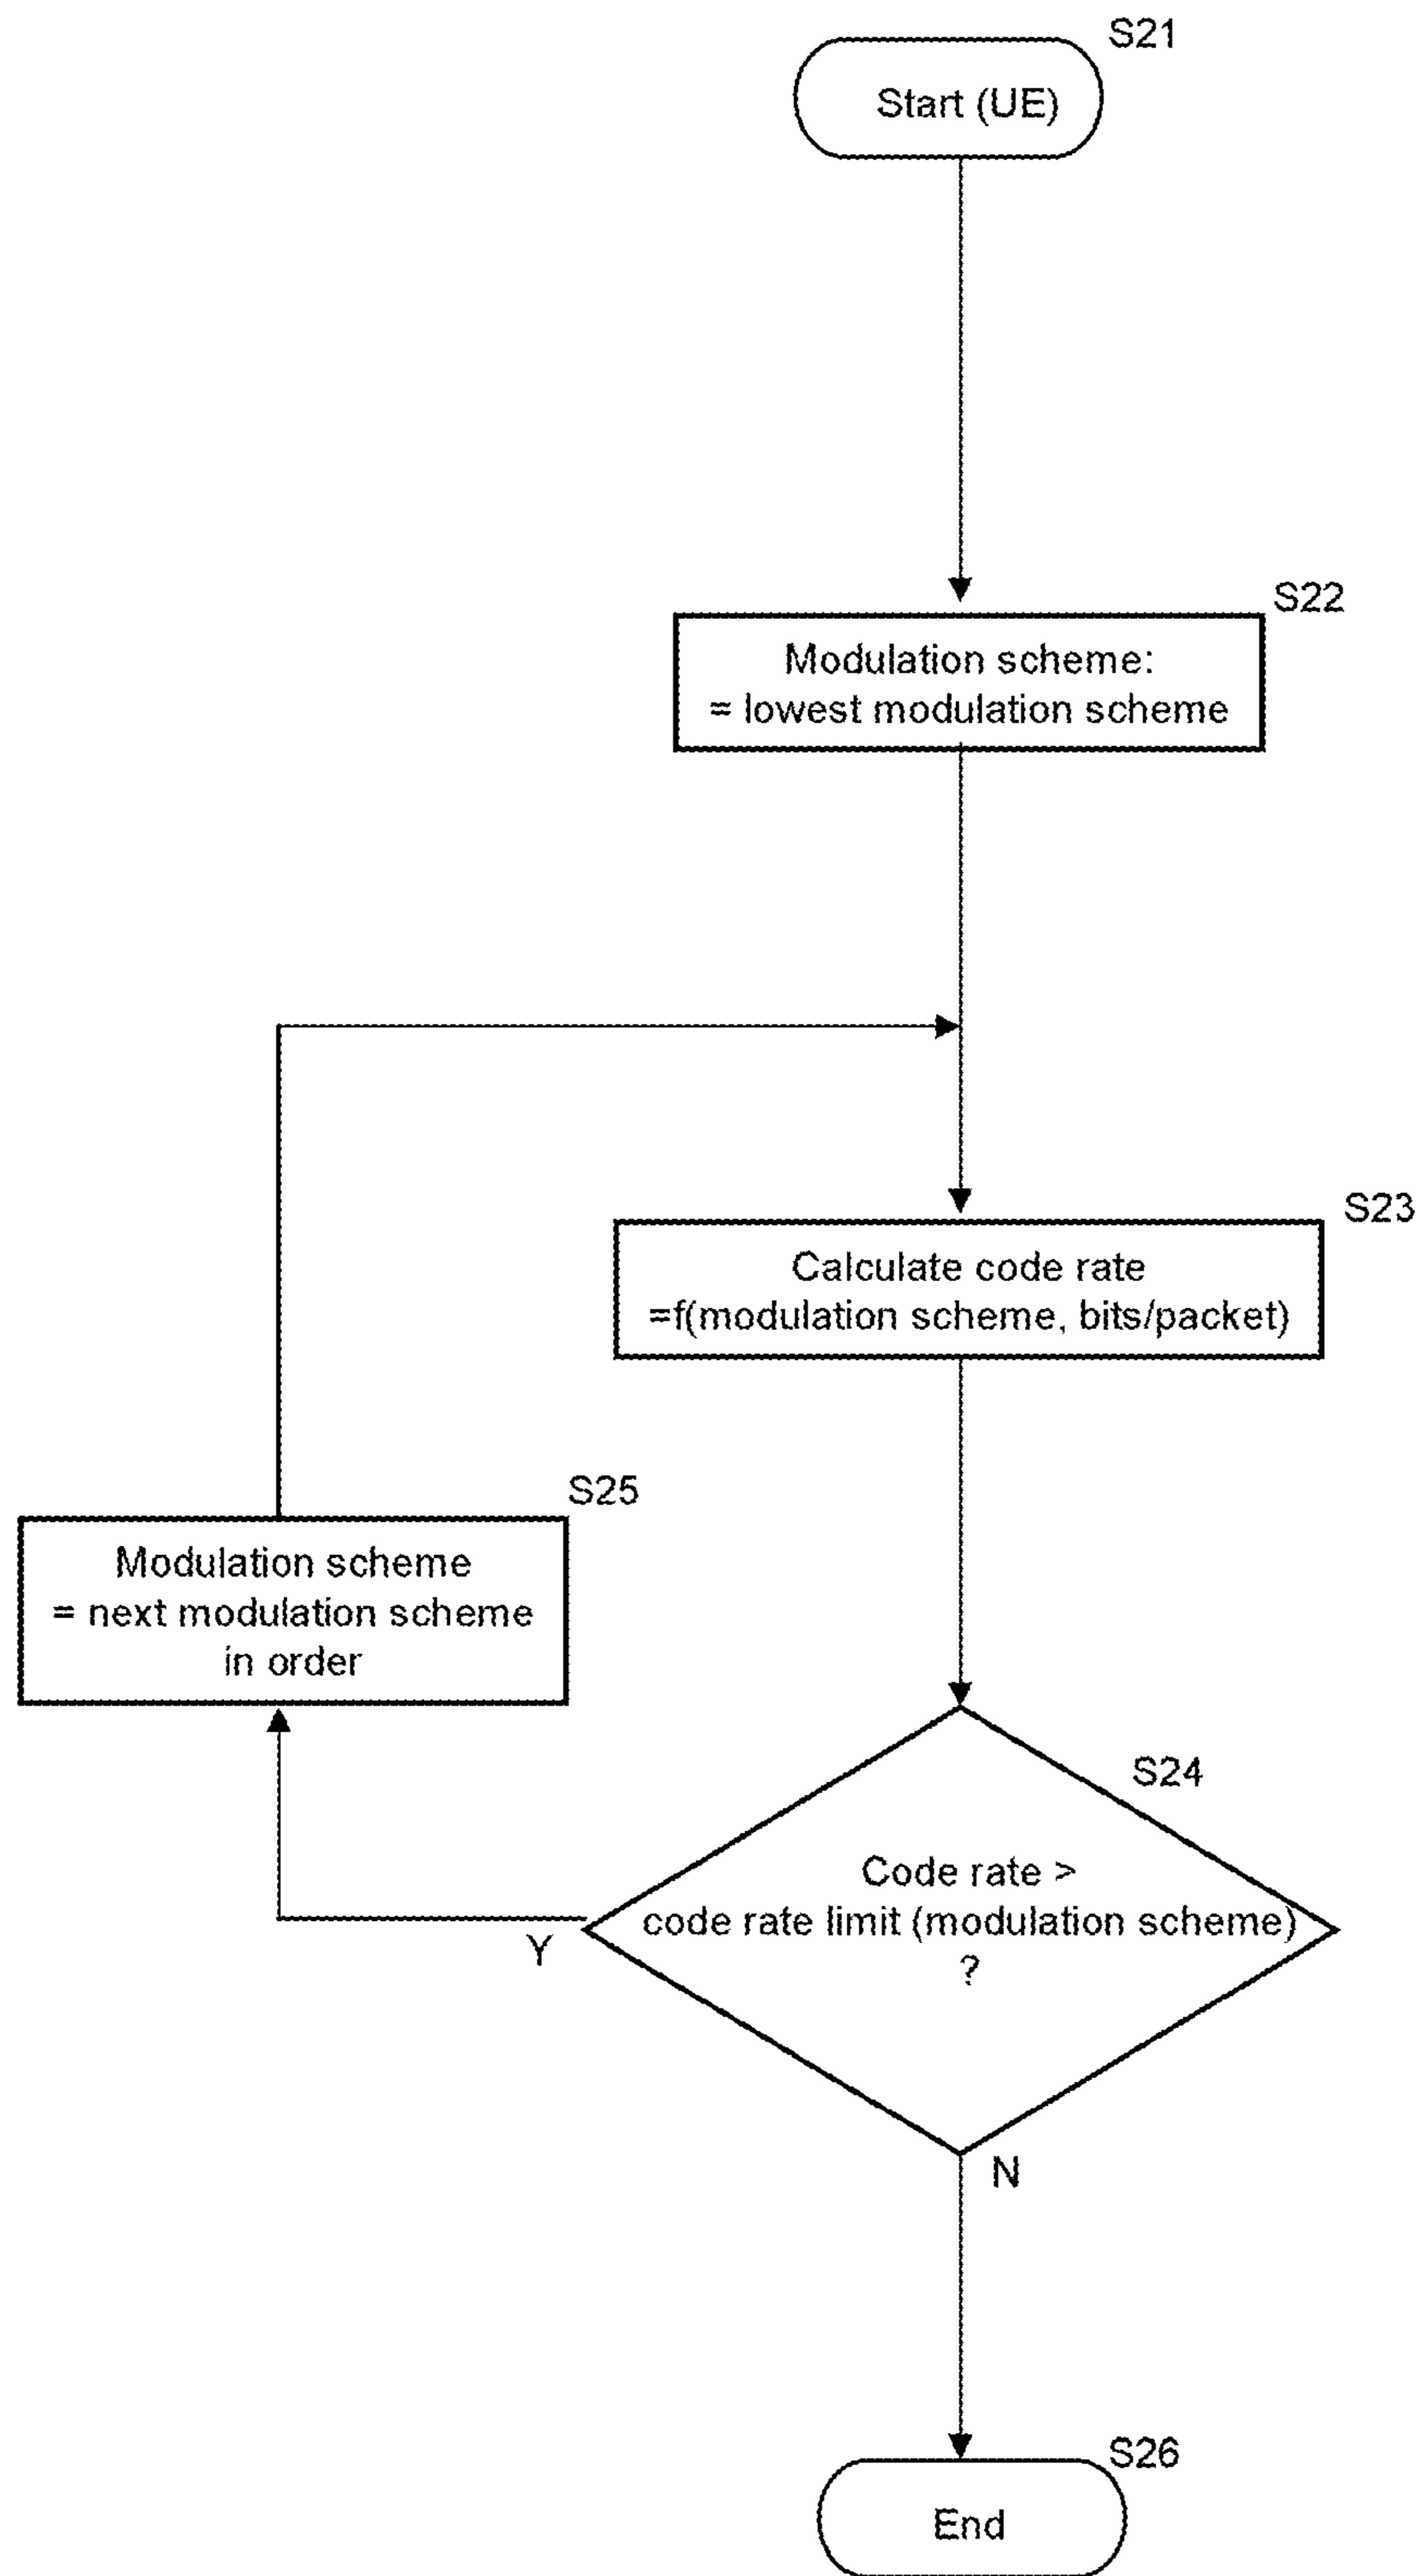 S21
Start (UE)
S22
Modulation scheme:
= lowest modulation scheme
S23
Calculate code rate
=f(modulation scheme, bits/packet)
S25
Modulation scheme
= next modulation scheme
in order
S24
Code rate >
code rate limit (modulation scheme)
?
Y
N
S26
End